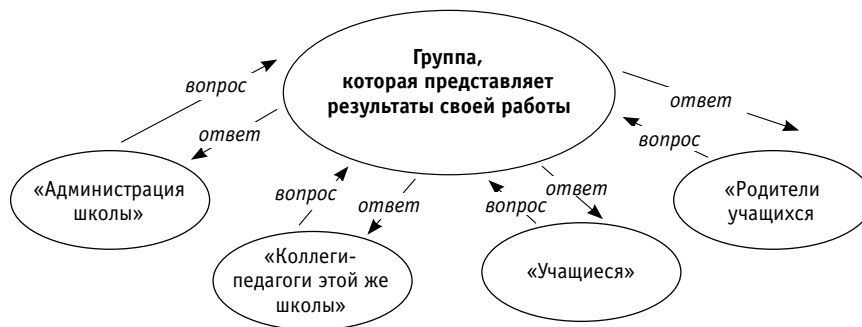 Группа,
которая представляет
результаты своей работы
вопрос
ответ
ответ
вопрос
«Администрация
школы»
вопрос
ответ
вопрос
ответ
«Родители
учащихся
«Коллеги-
педагоги этой же
школы»
«Учащиеся»